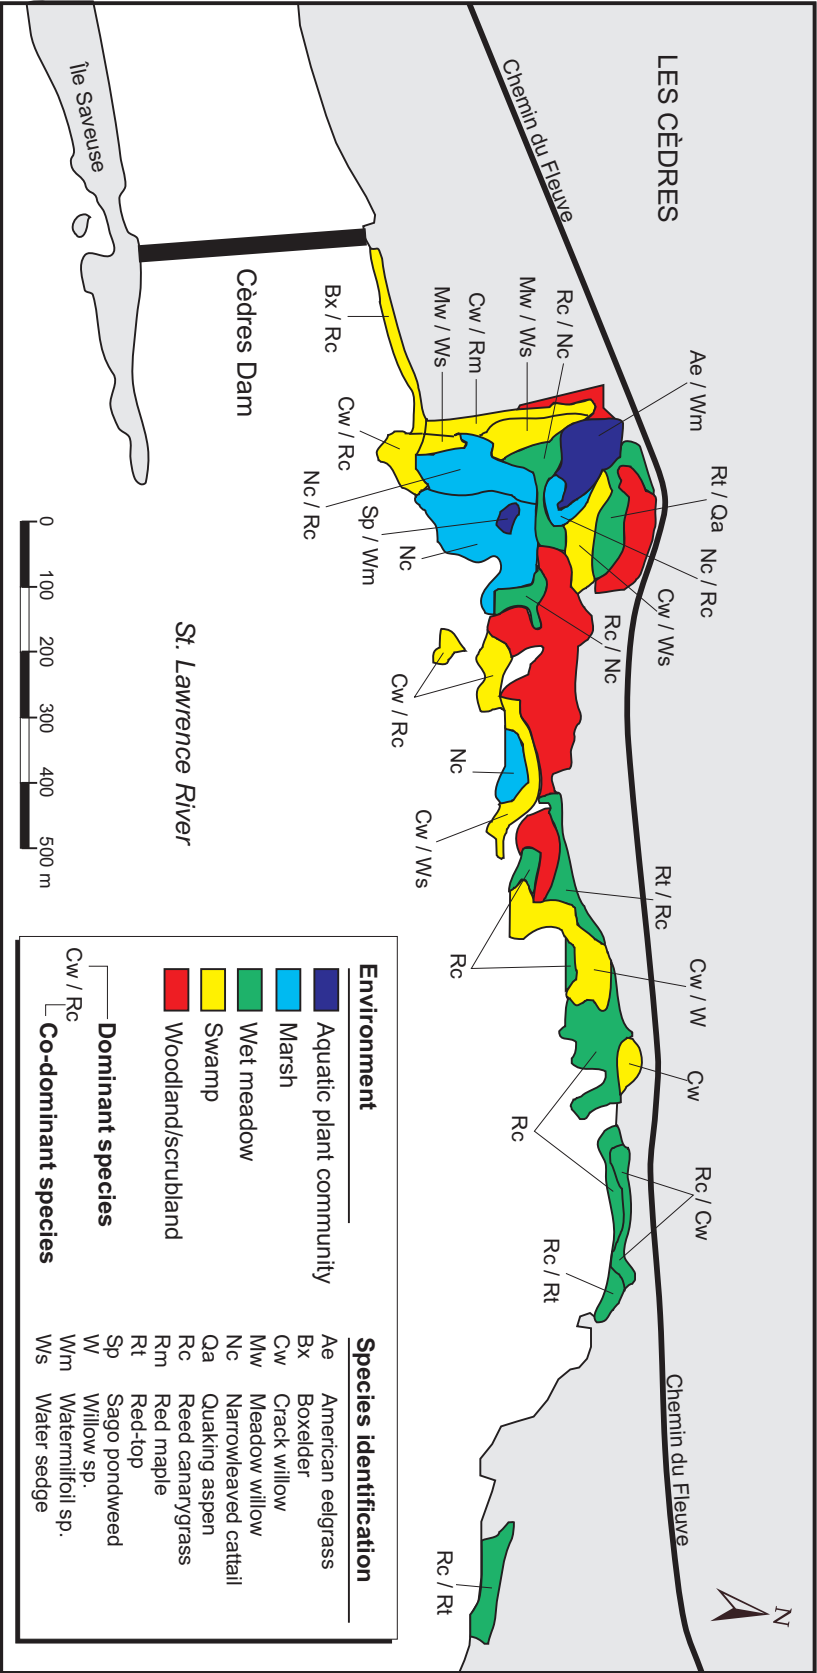 LES CÈDRES
Chemin du Fleuve
Chemin du Fleuve
N
Ae / Wm
Rt / Qa
Nc / Rc
Cw / Ws
Rc / Nc
Rc / Nc
Mw / Ws
Cw / Rm
Mw / Ws
Bx / Rc
Cw / Rc
Nc / Rc
Sp / Wm
Nc
Cw / Rc
Nc
Cw / Ws
Rt / Rc
Rc
Cw / W
Cw
Rc
Rc / Cw
Rc / Rt
Rc / Rt
Cèdres Dam
Île Saveuse
St. Lawrence River
0 100 200 300 400 500 m
Environment
Aquatic plant community
Marsh
Wet meadow
Swamp
Woodland/scrubland
Dominant species
Cw / Rc
Co-dominant species
Species identification
Ae American eelgrass
Bx Boxelder
Cw Crack willow
Mw Meadow willow
Nc Narrowleaved cattail
Qa Quaking aspen
Rc Reed canarygrass
Rm Red maple
Rt Red-top
Sp Sago pondweed
W Willow sp.
Wm Watermilfoil sp.
Ws Water sedge